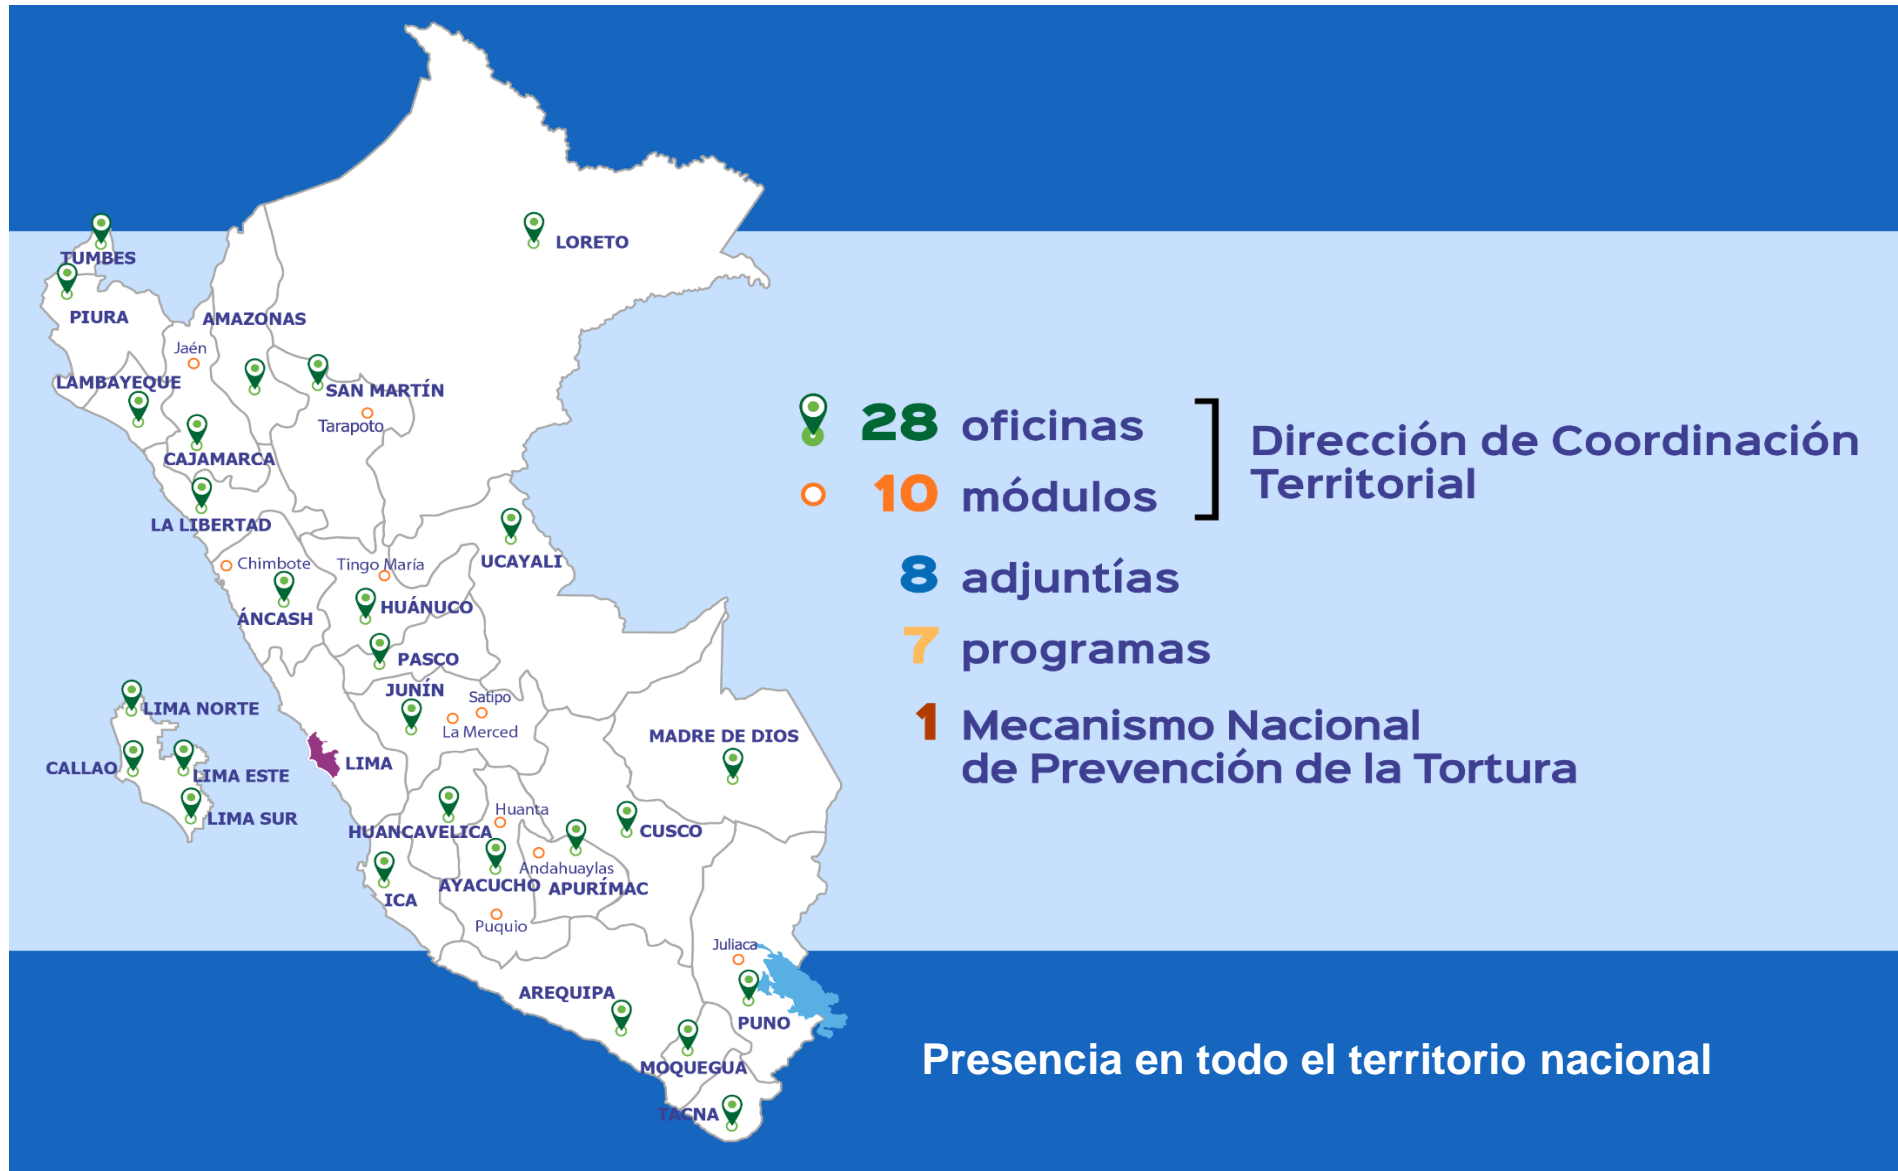 LORETO
TUMBES
PIURA
AMAZONAS
Jaén
LAMBAYEQUE
SAN MARTÍN
Tarapoto
CAJAMARCA
LA LIBERTAD
Chimbote
Tingo María
UCAYALI
HUÁNUCO
ÁNCASH
PASCO
JUNÍN
Satipo
La Merced
LIMA NORTE
MADRE DE DIOS
CALLAO
LIMA ESTE
LIMA
LIMA SUR
Huanta
HUANCAVELICA
CUSCO
Andahuaylas
AYACUCHO
APURÍMAC
ICA
Puquio
Juliaca
AREQUIPA
PUNO
MOQUEGUA
TACNA
28 oficinas
10 módulos
Dirección de Coordinación
Territorial
8 adjuntías
7 programas
1 Mecanismo Nacional
de Prevención de la Tortura
Presencia en todo el territorio nacional